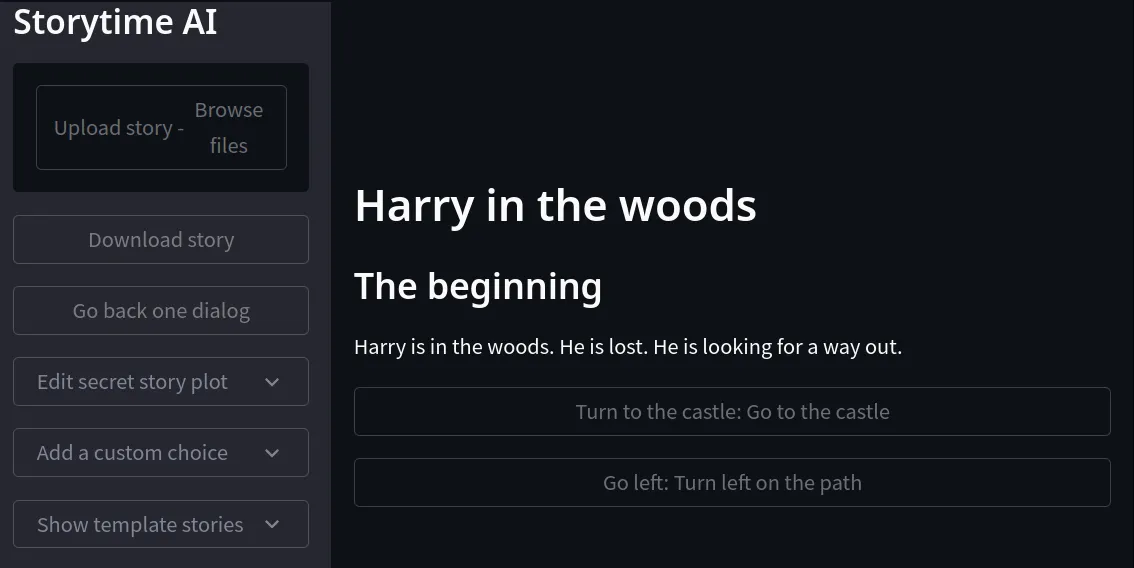 Storytime AI
Upload story -
Browse
files
Download story
Go back one dialog
Edit secret story plot
Add a custom choice
Show template stories
Harry in the woods
The beginning
Harry is in the woods. He is lost. He is looking for a way out.
Turn to the castle: Go to the castle
Go left: Turn left on the path